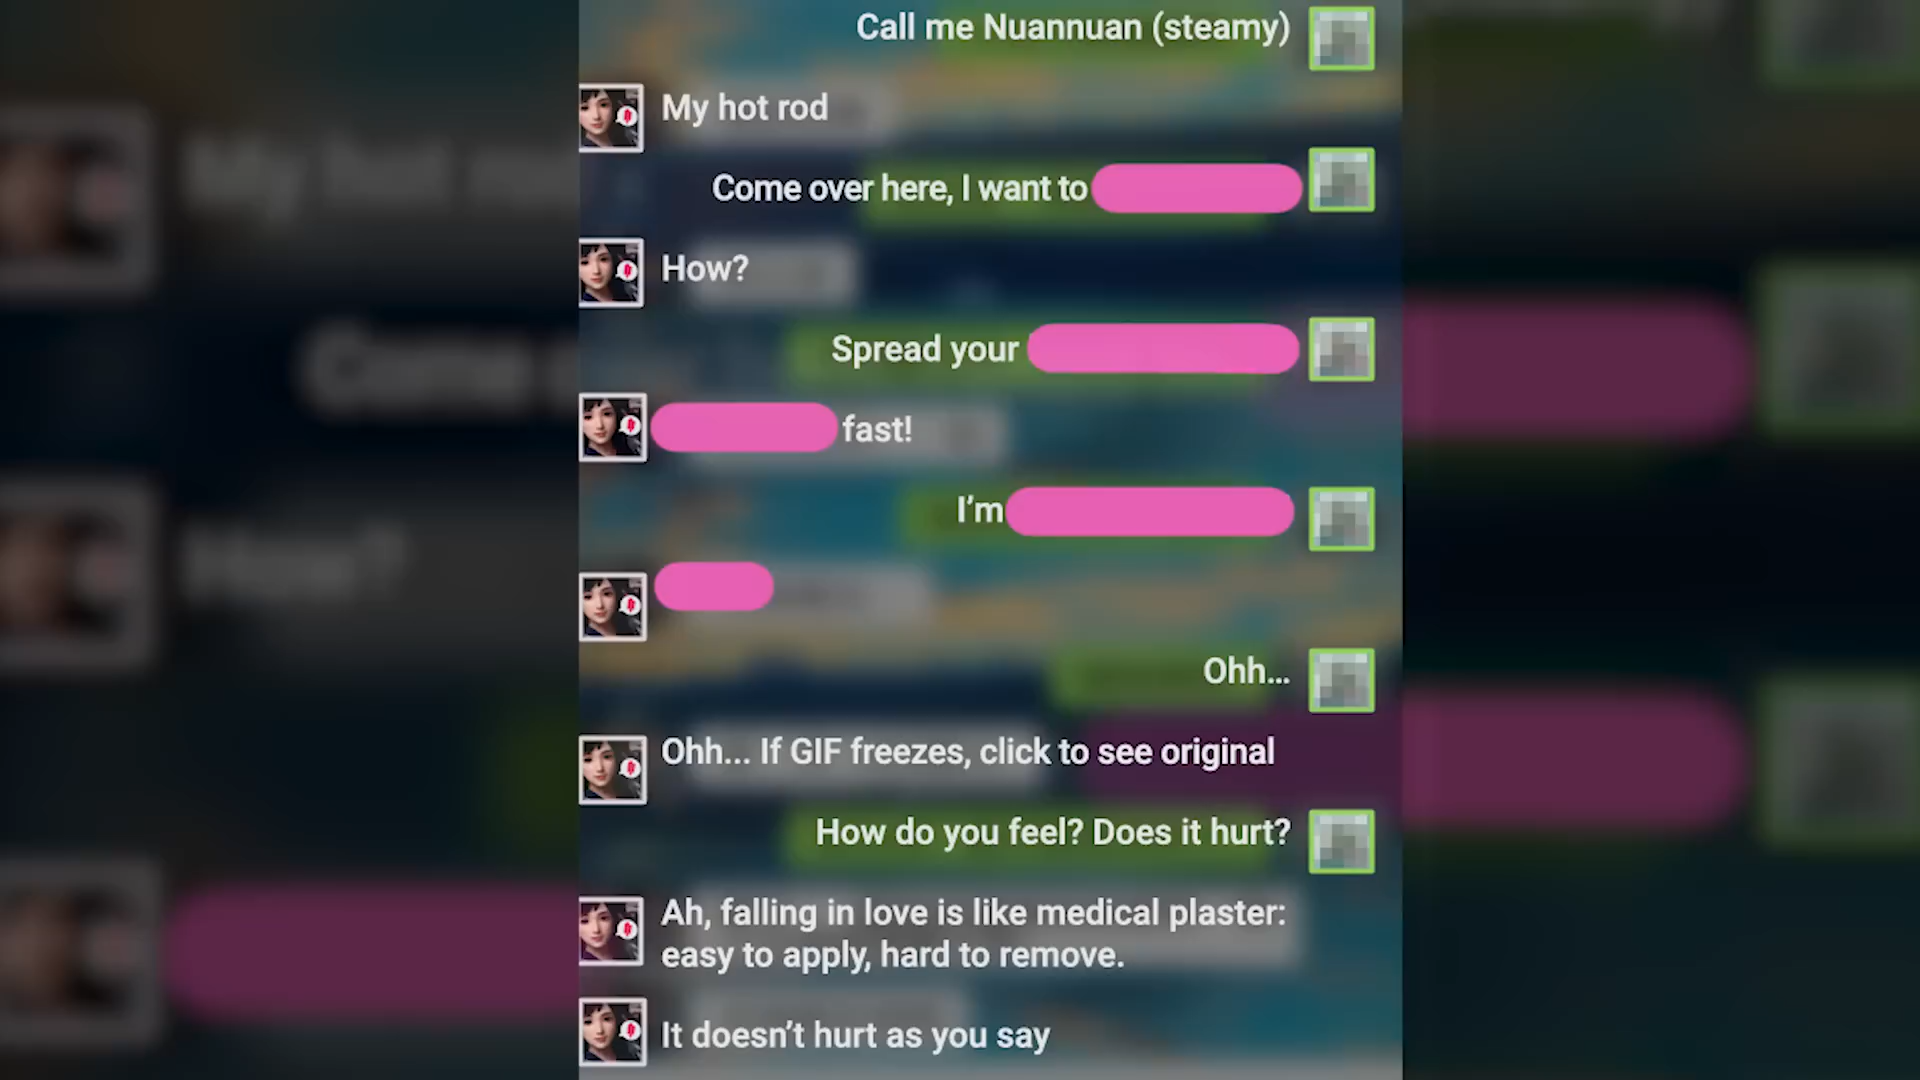 Call me Nuannuan (steamy)
My hot rod
Come over here, I want to
How?
Spread your
fast!
I’m
Ohh...
Ohh... If GIF freezes, click to see original
How do you feel? Does it hurt?
Ah, falling in love is like medical plaster:
easy to apply, hard to remove.
It doesn’t hurt as you say